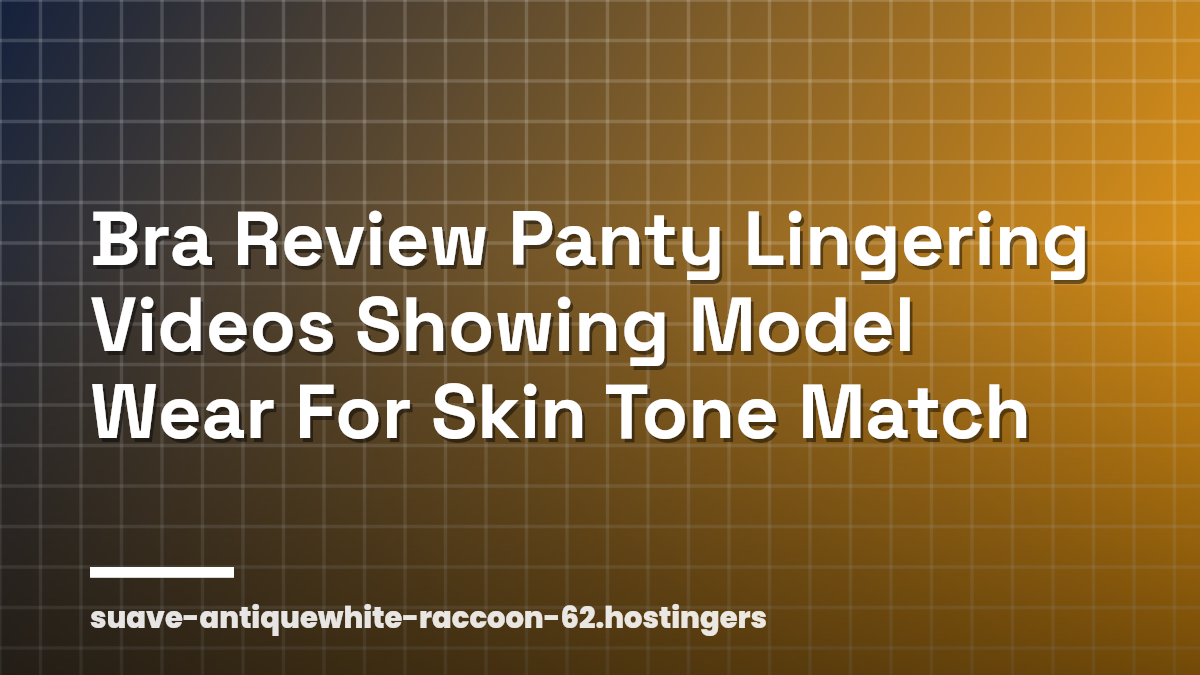 Bra Review Panty Lingering
Videos Showing Model
Wear For Skin Tone Match
suave-antiquewhite-raccoon-62.hostingers